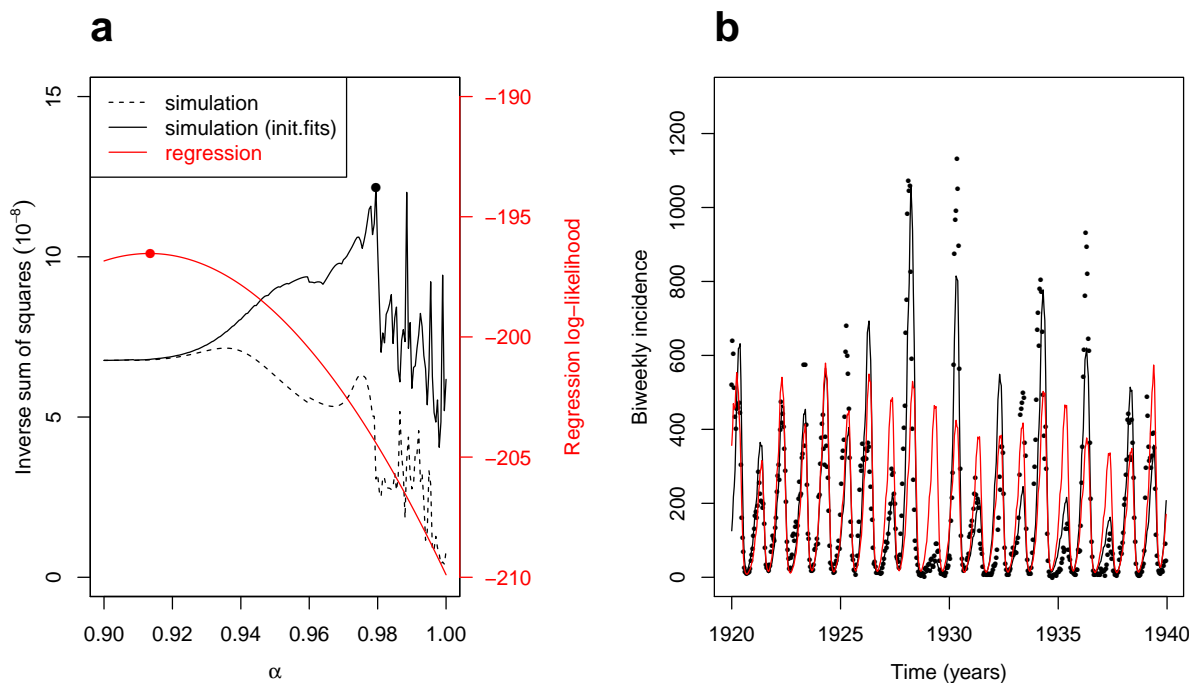 a
simulation
simulation (init.fits)
regression
Inverse sum of squares (10⁻⁸)
0
5
10
15
0.90
0.92
0.94
0.96
0.98
1.00
α
−190
−195
−200
−205
−210
Regression log−likelihood
b
Biweekly incidence
0
200
400
600
800
1000
1200
1920
1925
1930
1935
1940
Time (years)